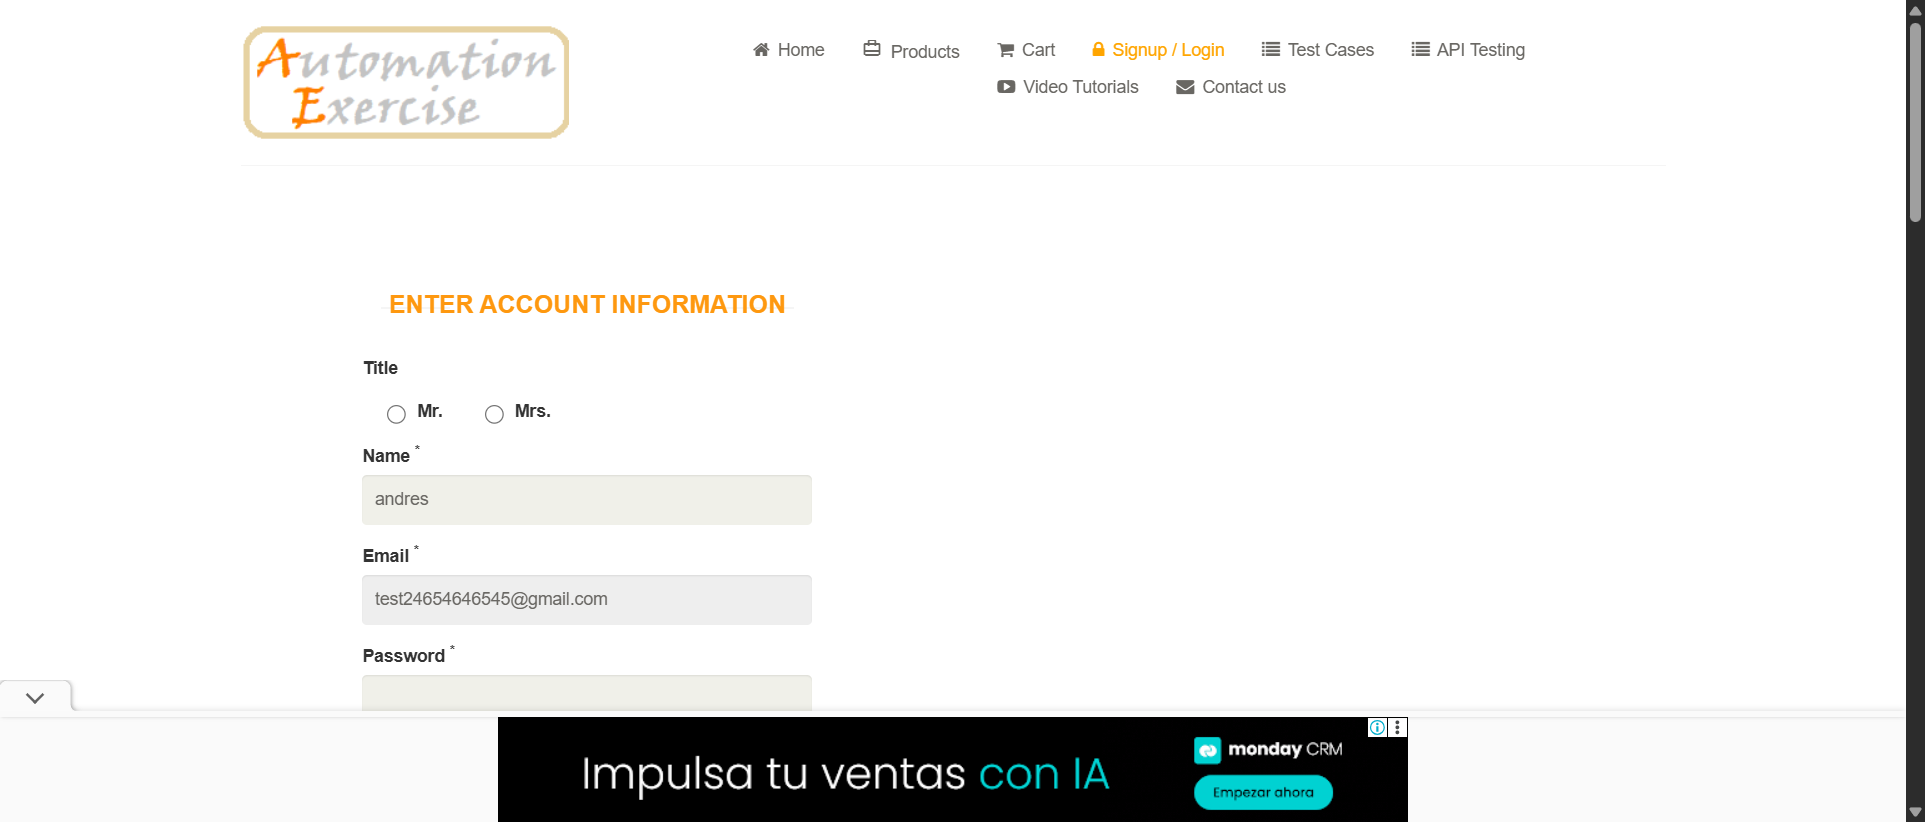 Automation
Exercise
Home
Products
Cart
Signup / Login
Test Cases
API Testing
Video Tutorials
Contact us
ENTER ACCOUNT INFORMATION
Title
Mr.
Mrs.
Name *
andres
Email *
test24654646545@gmail.com
Password *
Impulsa tu ventas con IA
monday CRM
Empezar ahora